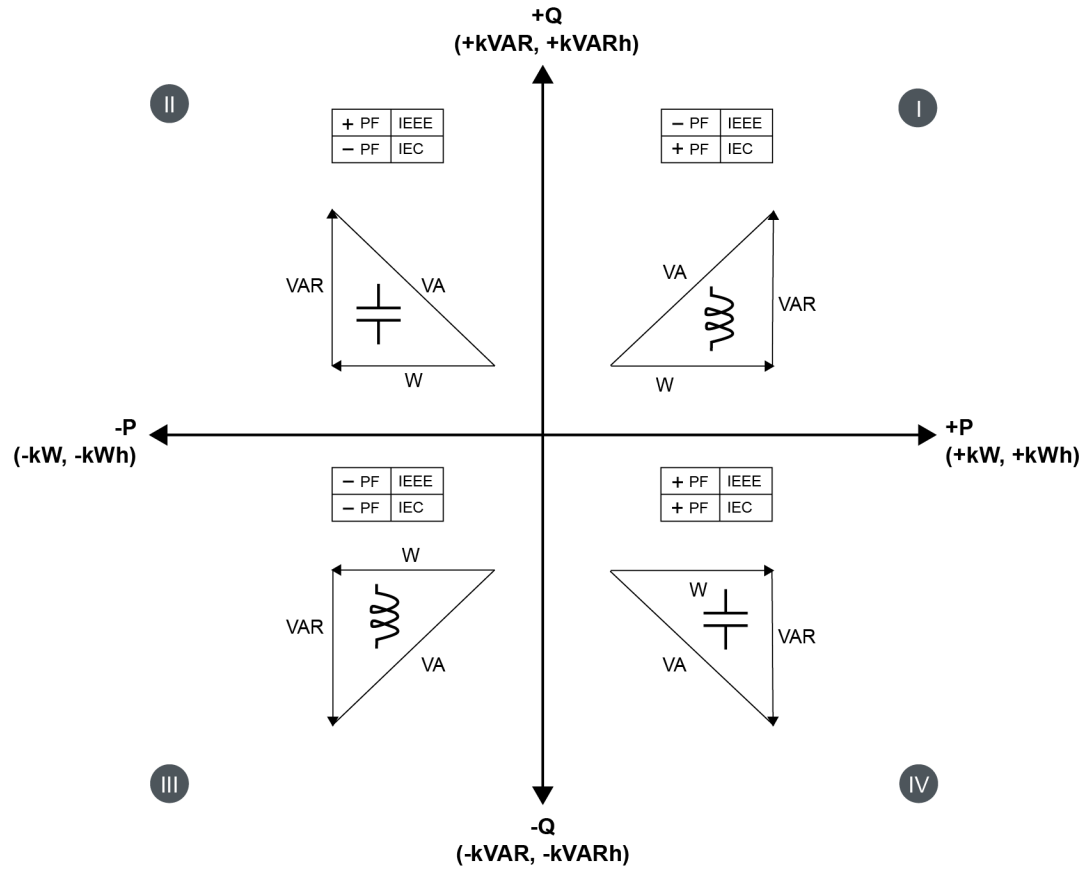 +Q
(+kVAR, +kVARh)
II
I
+ PF IEEE
− PF IEC
− PF IEEE
+ PF IEC
VAR
VA
W
VA
VAR
W
-P
(-kW, -kWh)
+P
(+kW, +kWh)
− PF IEEE
− PF IEC
+ PF IEEE
+ PF IEC
W
VAR
VA
W
VAR
VA
III
IV
-Q
(-kVAR, -kVARh)